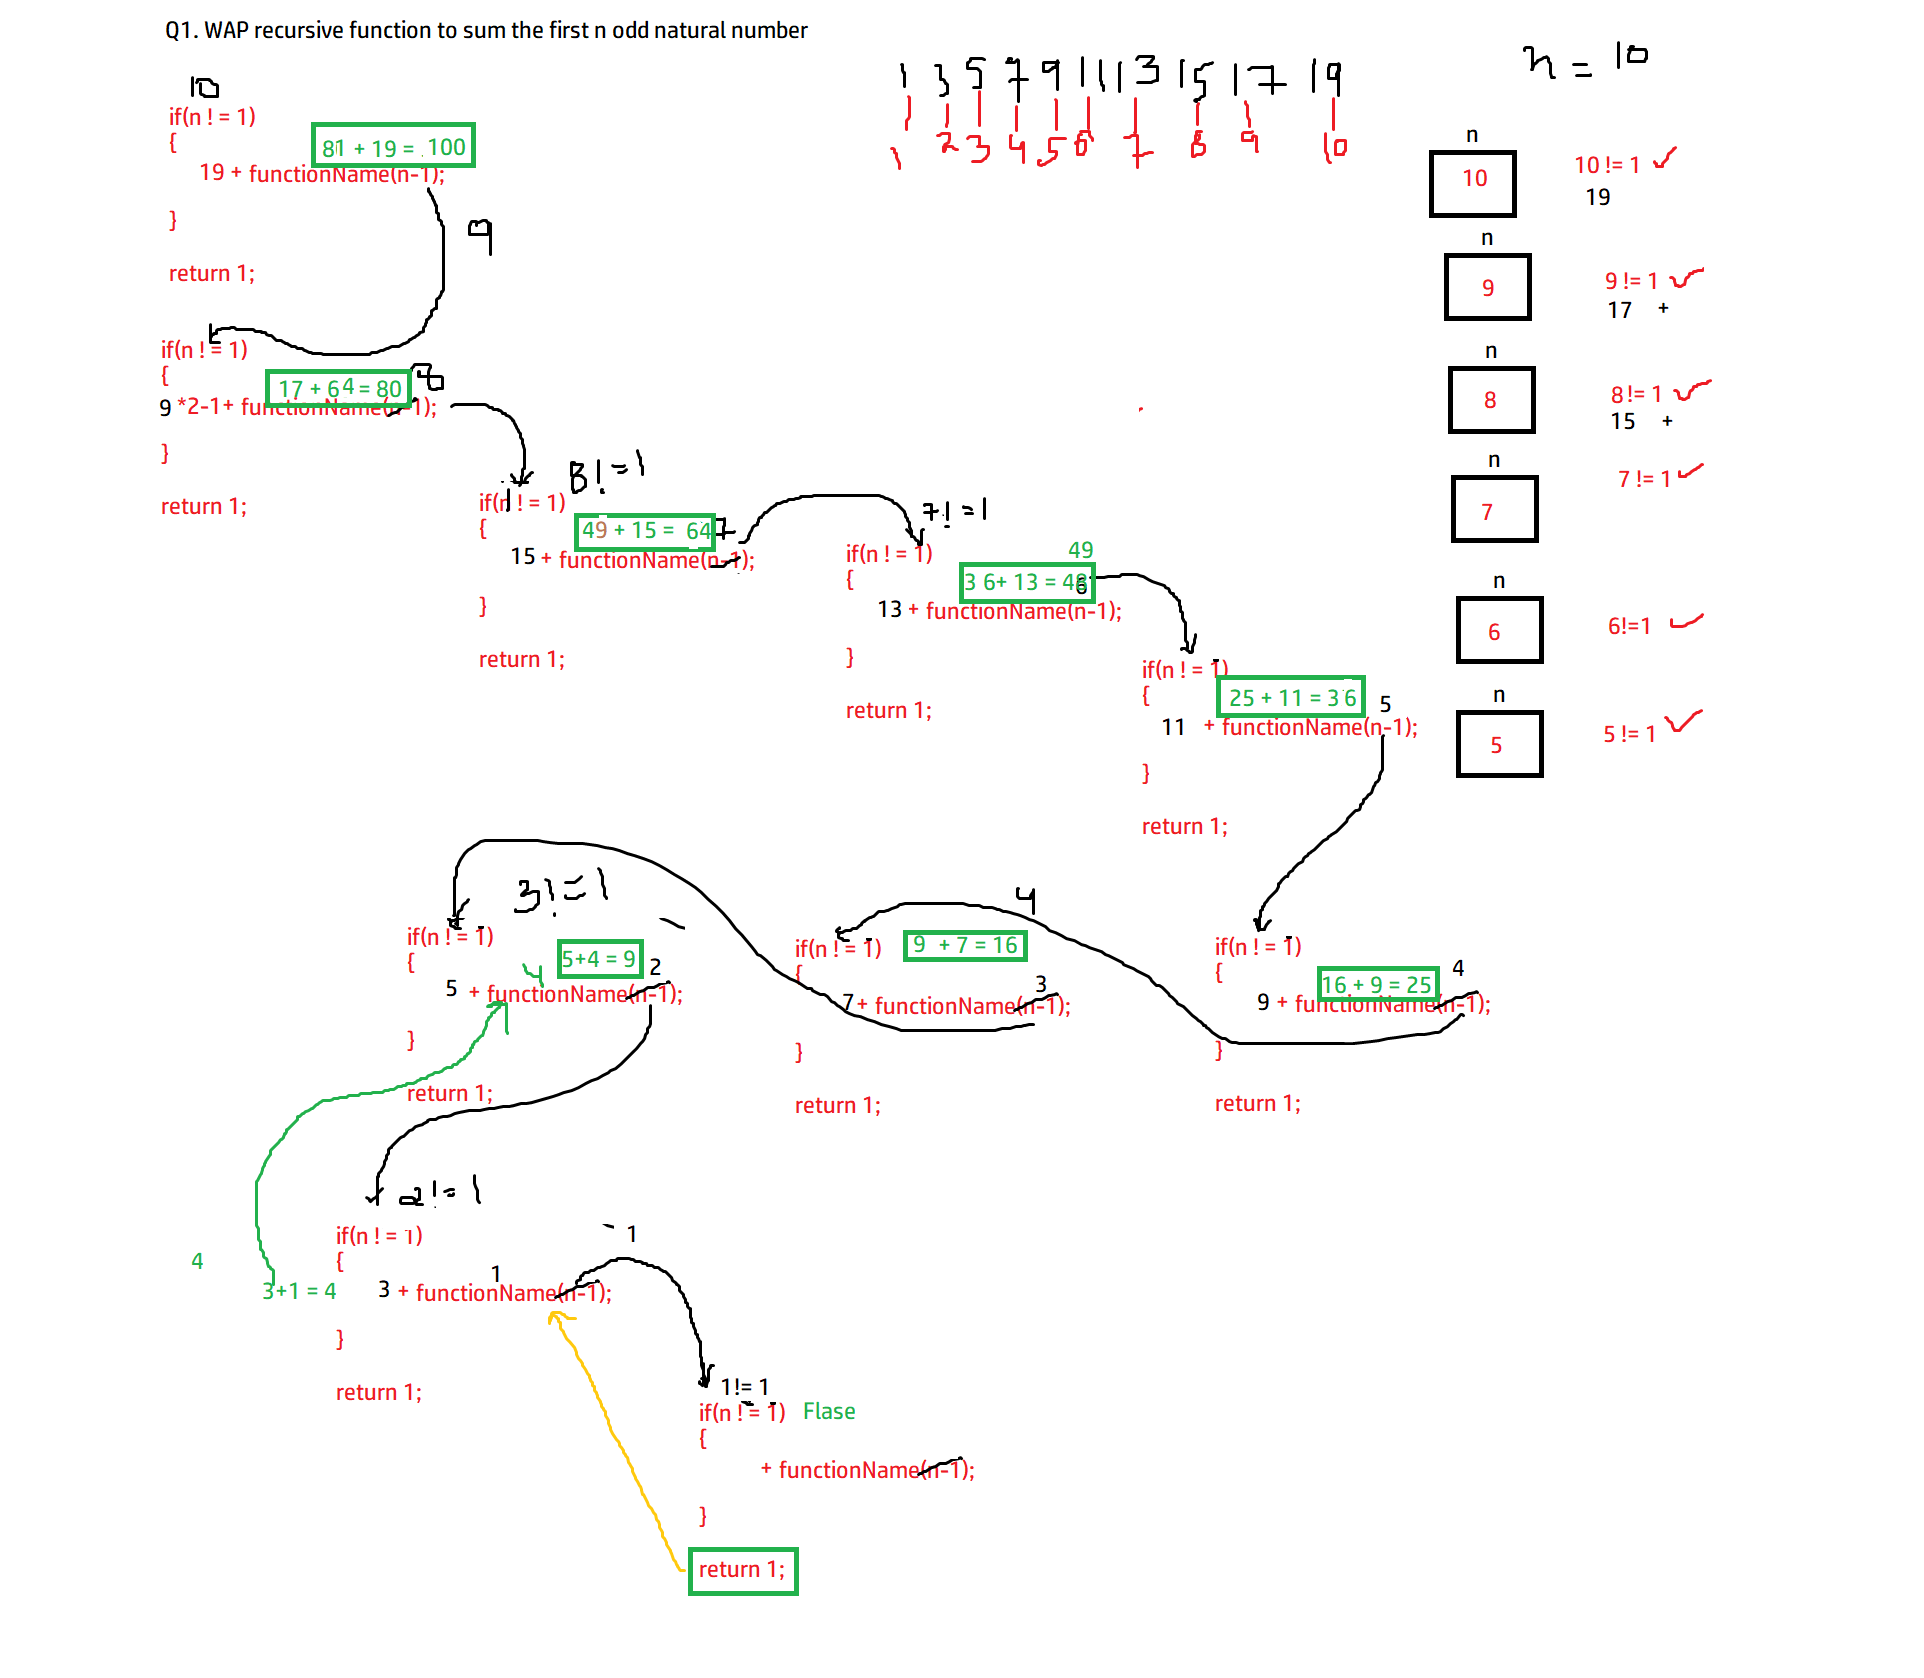 Q1. WAP recursive function to sum the first n odd natural number
1 3 5 7 9 11 13 15 17 19
1 2 3 4 5 6 7 8 9 10
n = 10
10
if(n ! = 1)
{
81 + 19 = 100
19 + functionName(n-1);
}
return 1;
9
if(n ! = 1)
{
17 + 64 = 80
8
9 *2-1+ functionName(n-1);
}
return 1;
8! = 1
if(n ! = 1)
{
49 + 15 = 64
7
15 + functionName(n-1);
}
return 1;
7! = 1
if(n ! = 1)
{
49
3 6+ 13 = 48
6
13 + functionName(n-1);
}
return 1;
if(n ! = 1)
{
25 + 11 = 36
5
11 + functionName(n-1);
}
return 1;
n
10
10 != 1
19
n
9
9 != 1
17 +
n
8
8!= 1
15 +
n
7
7 != 1
n
6
6!=1
n
5
5 != 1
if(n ! = 1)
{
16 + 9 = 25
4
9 + functionName(n-1);
}
return 1;
4
if(n ! = 1)
{
9 + 7 = 16
3
7+ functionName(n-1);
}
return 1;
3! = 1
if(n ! = 1)
{
5+4 = 9
2
4
5 + functionName(n-1);
}
return 1;
2! = 1
if(n ! = 1)
{
1
1
4
3+1 = 4
3 + functionName(n-1);
}
return 1;
1!= 1
if(n ! = 1) Flase
{
+ functionName(n-1);
}
return 1;